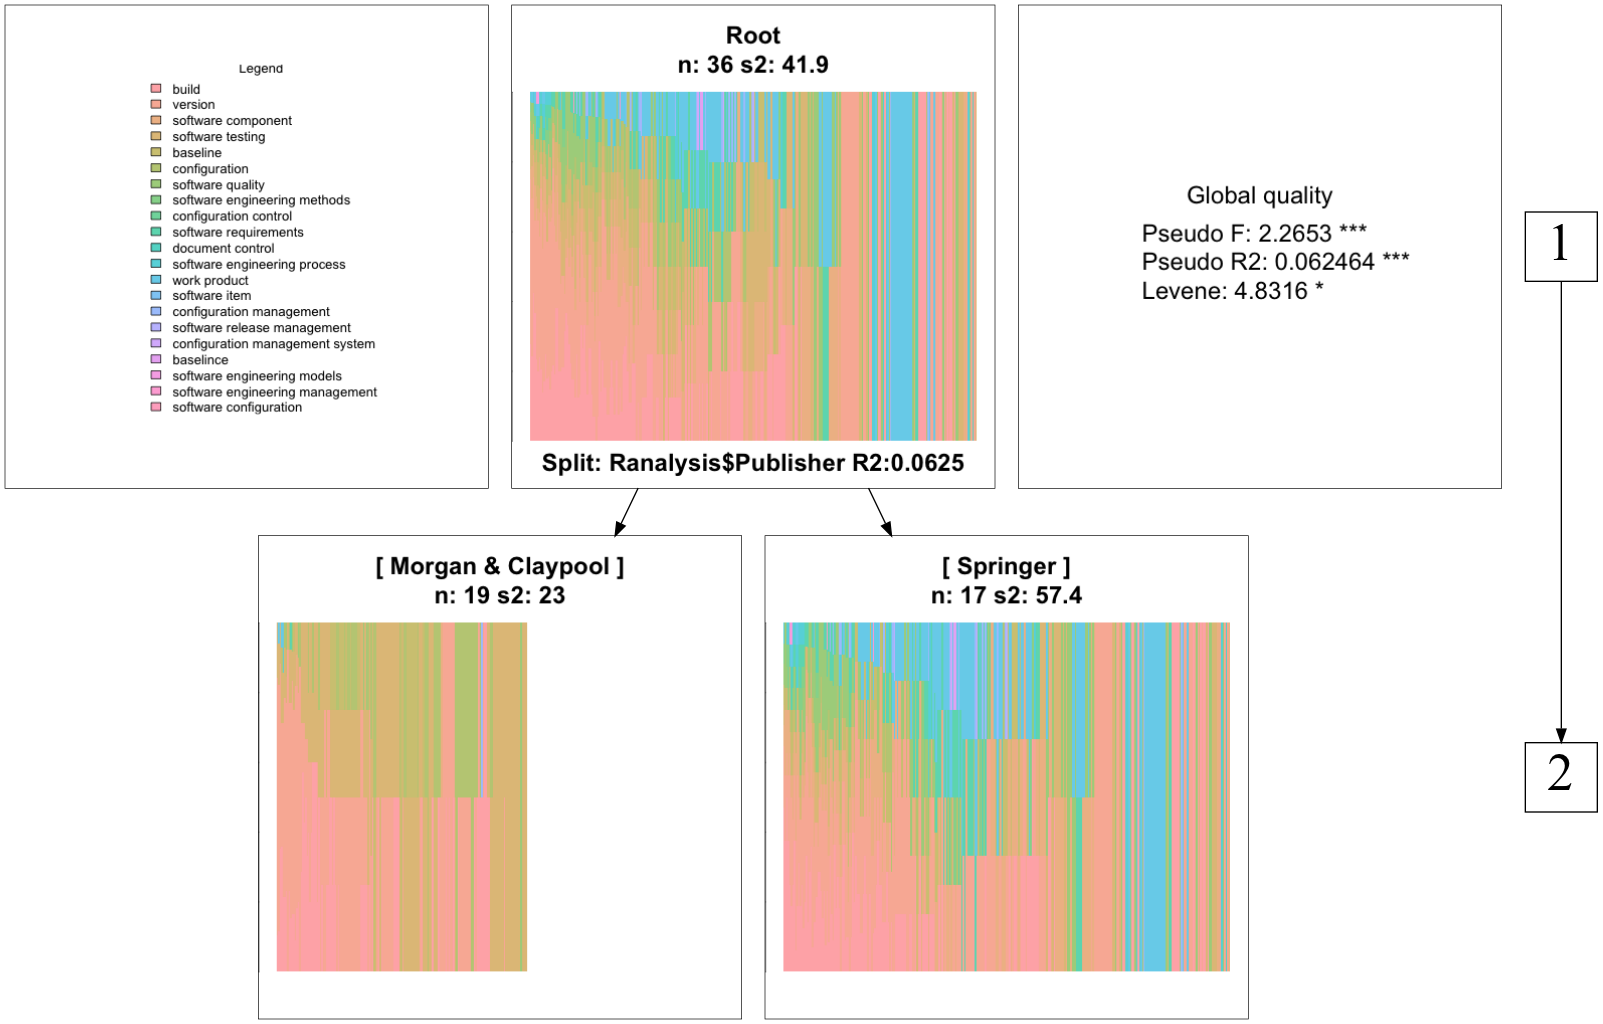 Legend
build
version
software component
software testing
baseline
configuration
software quality
software engineering methods
configuration control
software requirements
document control
software engineering process
work product
software item
configuration management
software release management
configuration management system
baselince
software engineering models
software engineering management
software configuration
Root
n: 36 s2: 41.9
Split: Ranalysis$Publisher R2:0.0625
Global quality
Pseudo F: 2.2653 ***
Pseudo R2: 0.062464 ***
Levene: 4.8316 *
1
[ Morgan & Claypool ]
n: 19 s2: 23
[ Springer ]
n: 17 s2: 57.4
2